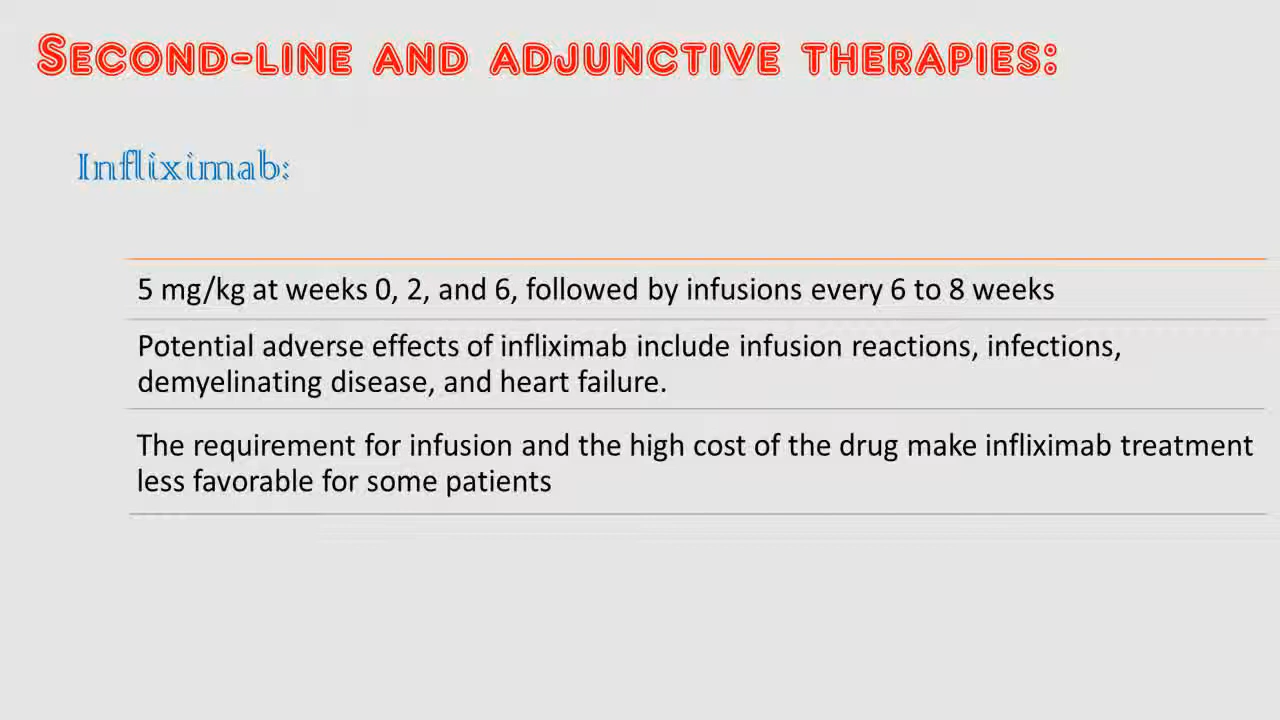 Second-line and adjunctive therapies:
Infliximab:
5 mg/kg at weeks 0, 2, and 6, followed by infusions every 6 to 8 weeks
Potential adverse effects of infliximab include infusion reactions, infections,
demyelinating disease, and heart failure.
The requirement for infusion and the high cost of the drug make infliximab treatment
less favorable for some patients